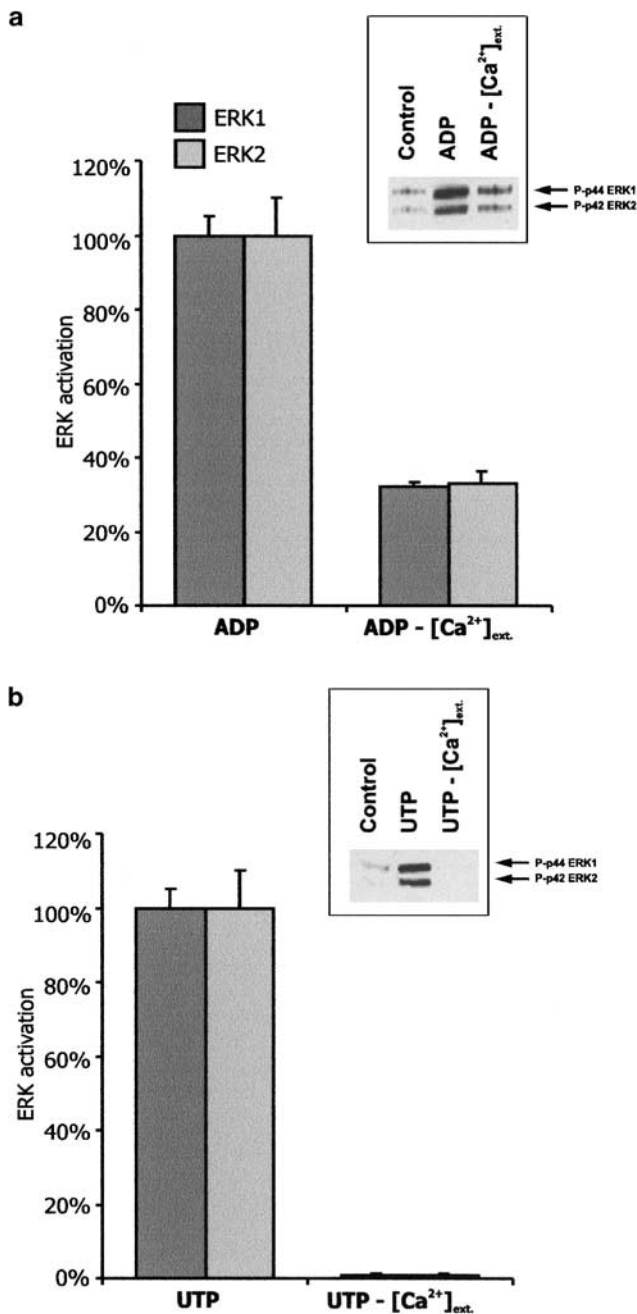 a
Control
ADP
ADP - [Ca²⁺]ext.
P-p44 ERK1
P-p42 ERK2
ERK1
ERK2
ERK activation
120%
100%
80%
60%
40%
20%
0%
ADP
ADP - [Ca²⁺]ext.
b
Control
UTP
UTP - [Ca²⁺]ext.
P-p44 ERK1
P-p42 ERK2
ERK activation
120%
100%
80%
60%
40%
20%
0%
UTP
UTP - [Ca²⁺]ext.